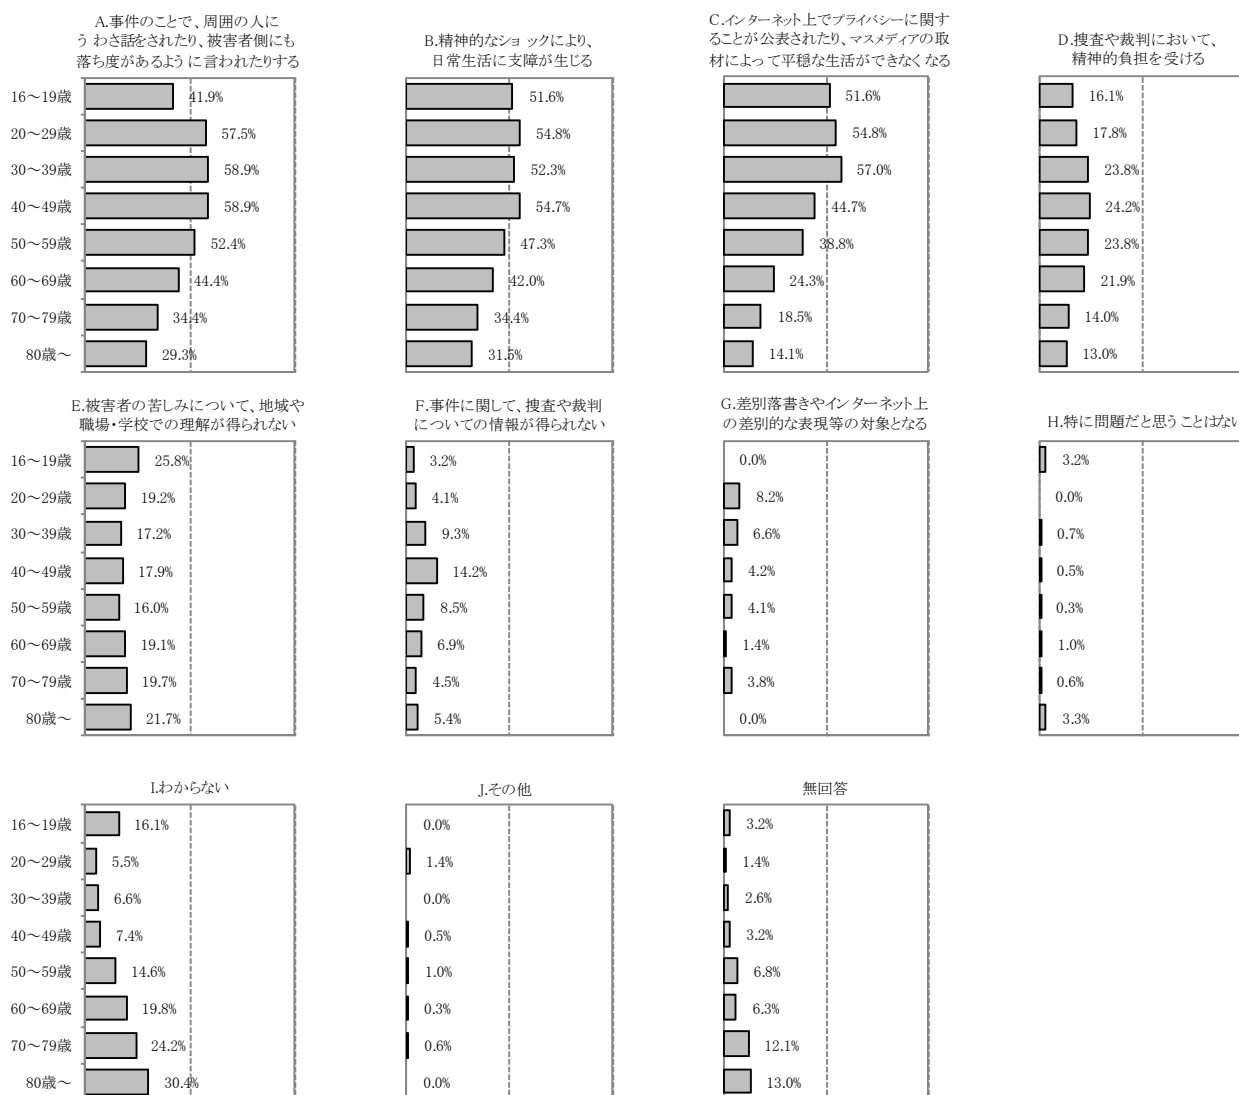 A.事件のことで、周囲の人に
うわさ話をされたり、被害者側にも
落ち度があるように言われたりする
16～19歳 41.9%
20～29歳 57.5%
30～39歳 58.9%
40～49歳 58.9%
50～59歳 52.4%
60～69歳 44.4%
70～79歳 34.4%
80歳～ 29.3%
B.精神的なショックにより、
日常生活に支障が生じる
51.6%
54.8%
52.3%
54.7%
47.3%
42.0%
34.4%
31.5%
C.インターネット上でプライバシーに関す
ることが公表されたり、マスメディアの取
材によって平穏な生活ができなくなる
51.6%
54.8%
57.0%
44.7%
38.8%
24.3%
18.5%
14.1%
D.捜査や裁判において、
精神的負担を受ける
16.1%
17.8%
23.8%
24.2%
23.8%
21.9%
14.0%
13.0%
E.被害者の苦しみについて、地域や
職場・学校での理解が得られない
16～19歳 25.8%
20～29歳 19.2%
30～39歳 17.2%
40～49歳 17.9%
50～59歳 16.0%
60～69歳 19.1%
70～79歳 19.7%
80歳～ 21.7%
F.事件に関して、捜査や裁判
についての情報が得られない
3.2%
4.1%
9.3%
14.2%
8.5%
6.9%
4.5%
5.4%
G.差別落書きやインターネット上
の差別的な表現等の対象となる
0.0%
8.2%
6.6%
4.2%
4.1%
1.4%
3.8%
0.0%
H.特に問題だと思うことはない
3.2%
0.0%
0.7%
0.5%
0.3%
1.0%
0.6%
3.3%
I.わからない
16～19歳 16.1%
20～29歳 5.5%
30～39歳 6.6%
40～49歳 7.4%
50～59歳 14.6%
60～69歳 19.8%
70～79歳 24.2%
80歳～ 30.4%
J.その他
0.0%
1.4%
0.0%
0.5%
1.0%
0.3%
0.6%
0.0%
無回答
3.2%
1.4%
2.6%
3.2%
6.8%
6.3%
12.1%
13.0%